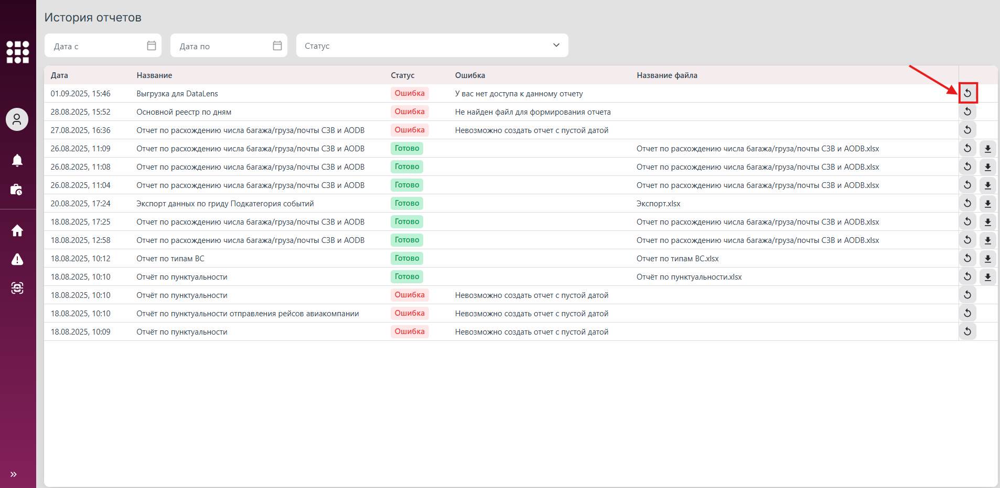 История отчетов
Дата с Дата по Статус
Дата Название Статус Ошибка Название файла
01.09.2025, 15:46 Выгрузка для DataLens Ошибка У вас нет доступа к данному отчету
28.08.2025, 15:52 Основной реестр по дням Ошибка Не найден файл для формирования отчета
27.08.2025, 16:36 Отчет по расхождению числа багажа/груза/почты СЗВ и AODB Ошибка Невозможно создать отчет с пустой датой
26.08.2025, 11:09 Отчет по расхождению числа багажа/груза/почты СЗВ и AODB Готово Отчет по расхождению числа багажа/груза/почты СЗВ и AODB.xlsx
26.08.2025, 11:08 Отчет по расхождению числа багажа/груза/почты СЗВ и AODB Готово Отчет по расхождению числа багажа/груза/почты СЗВ и AODB.xlsx
26.08.2025, 11:04 Отчет по расхождению числа багажа/груза/почты СЗВ и AODB Готово Отчет по расхождению числа багажа/груза/почты СЗВ и AODB.xlsx
20.08.2025, 17:24 Экспорт данных по гриду Подкатегория событий Готово Экспорт.xlsx
18.08.2025, 17:25 Отчет по расхождению числа багажа/груза/почты СЗВ и AODB Готово Отчет по расхождению числа багажа/груза/почты СЗВ и AODB.xlsx
18.08.2025, 12:58 Отчет по расхождению числа багажа/груза/почты СЗВ и AODB Готово Отчет по расхождению числа багажа/груза/почты СЗВ и AODB.xlsx
18.08.2025, 10:12 Отчет по типам ВС Готово Отчет по типам ВС.xlsx
18.08.2025, 10:10 Отчёт по пунктуальности Готово Отчёт по пунктуальности.xlsx
18.08.2025, 10:10 Отчёт по пунктуальности Ошибка Невозможно создать отчет с пустой датой
18.08.2025, 10:10 Отчёт по пунктуальности отправления рейсов авиакомпании Ошибка Невозможно создать отчет с пустой датой
18.08.2025, 10:09 Отчёт по пунктуальности Ошибка Невозможно создать отчет с пустой датой